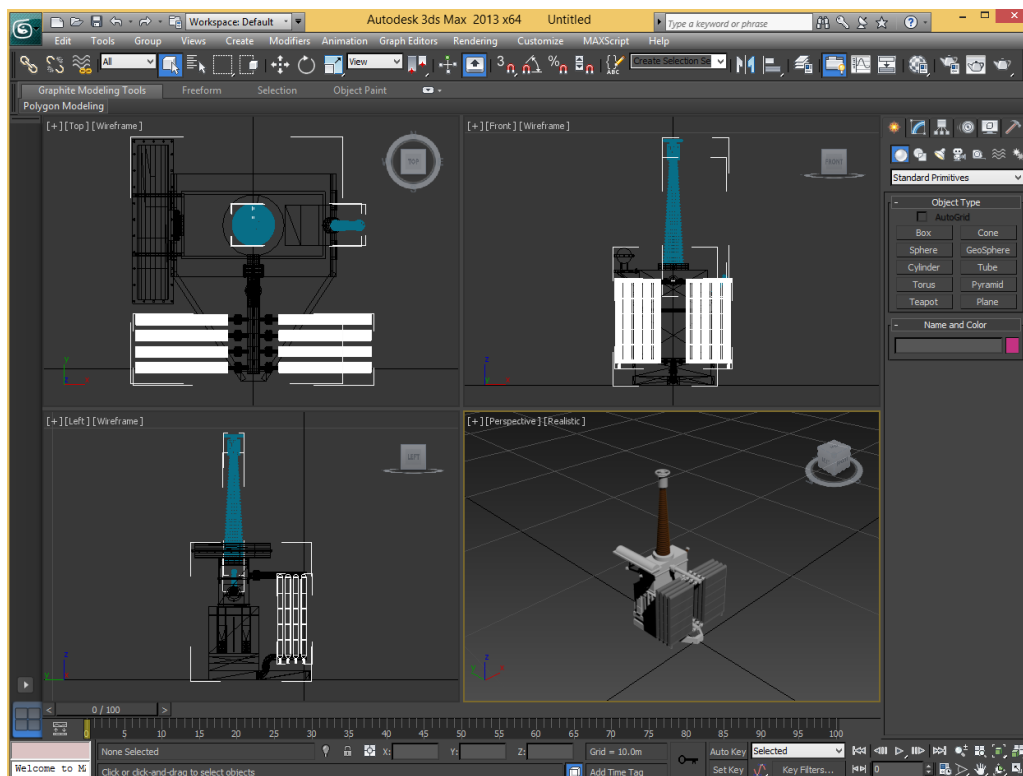 Workspace: Default
Autodesk 3ds Max 2013 x64 Untitled
Type a keyword or phrase
Edit Tools Group Views Create Modifiers Animation Graph Editors Rendering Customize MAXScript Help
All View Create Selection Se
Graphite Modeling Tools Freeform Selection Object Paint
Polygon Modeling
[+] [Top] [Wireframe]
TOP
[+] [Front] [Wireframe]
FRONT
Standard Primitives
Object Type
AutoGrid
Box Cone
Sphere GeoSphere
Cylinder Tube
Torus Pyramid
Teapot Plane
Name and Color
[+] [Left] [Wireframe]
LEFT
[+] [Perspective] [Realistic]
0 / 100
0 5 10 15 20 25 30 35 40 45 50 55 60 65 70 75 80 85 90 95 100
None Selected X: Y: Z: Grid = 10.0m Auto Key Selected
Welcome to M Click or click-and-drag to select objects Add Time Tag Set Key Key Filters... 0